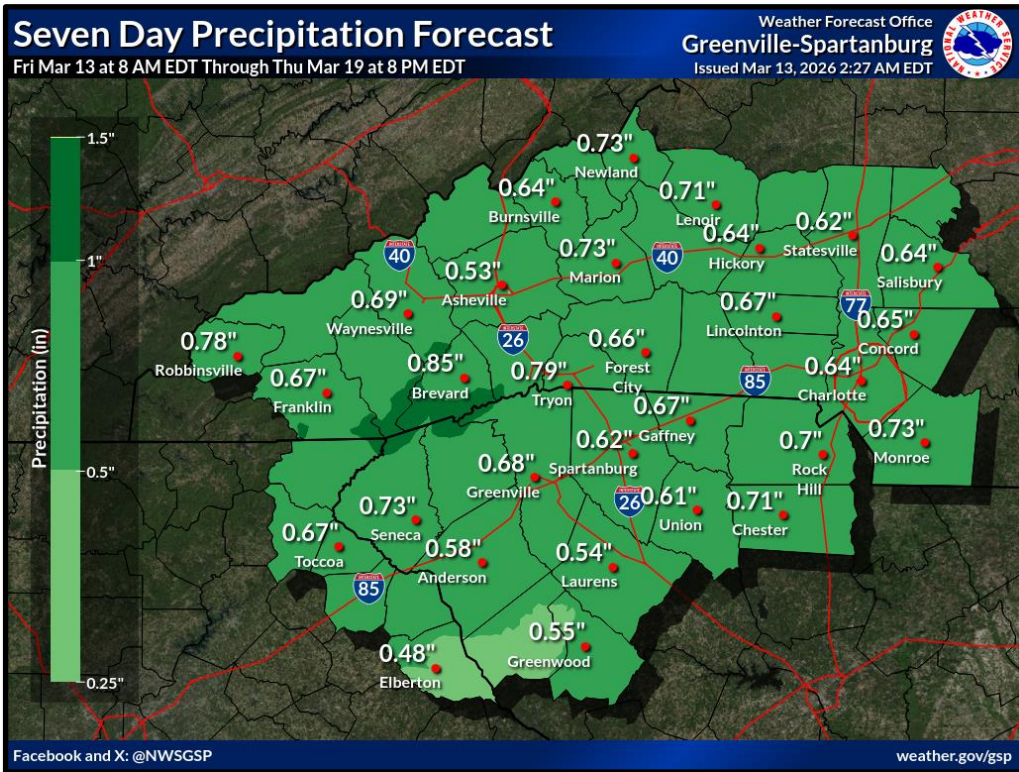 Seven Day Precipitation Forecast
Fri Mar 13 at 8 AM EDT Through Thu Mar 19 at 8 PM EDT
Weather Forecast Office
Greenville-Spartanburg
Issued Mar 13, 2026 2:27 AM EDT
NATIONAL WEATHER SERVICE
Precipitation (in)
1.5"
1"
0.5"
0.25"
0.73"
Newland
0.64"
Burnsville
0.71"
Lenoir
0.62"
Statesville
0.64"
Hickory
0.64"
Salisbury
0.73"
Marion
40
40
0.53"
Asheville
0.69"
Waynesville
0.67"
Lincolnton
77
0.65"
Concord
26
0.66"
Forest
City
0.78"
Robbinsville
0.67"
Franklin
0.85"
Brevard
0.79"
Tryon
85
0.64"
Charlotte
0.67"
Gaffney
0.73"
Monroe
0.7"
Rock
Hill
0.62"
Spartanburg
0.68"
Greenville
26
0.61"
Union
0.71"
Chester
0.73"
Seneca
0.67"
Toccoa
0.58"
Anderson
0.54"
Laurens
85
0.55"
Greenwood
0.48"
Elberton
Facebook and X: @NWSGSP
weather.gov/gsp